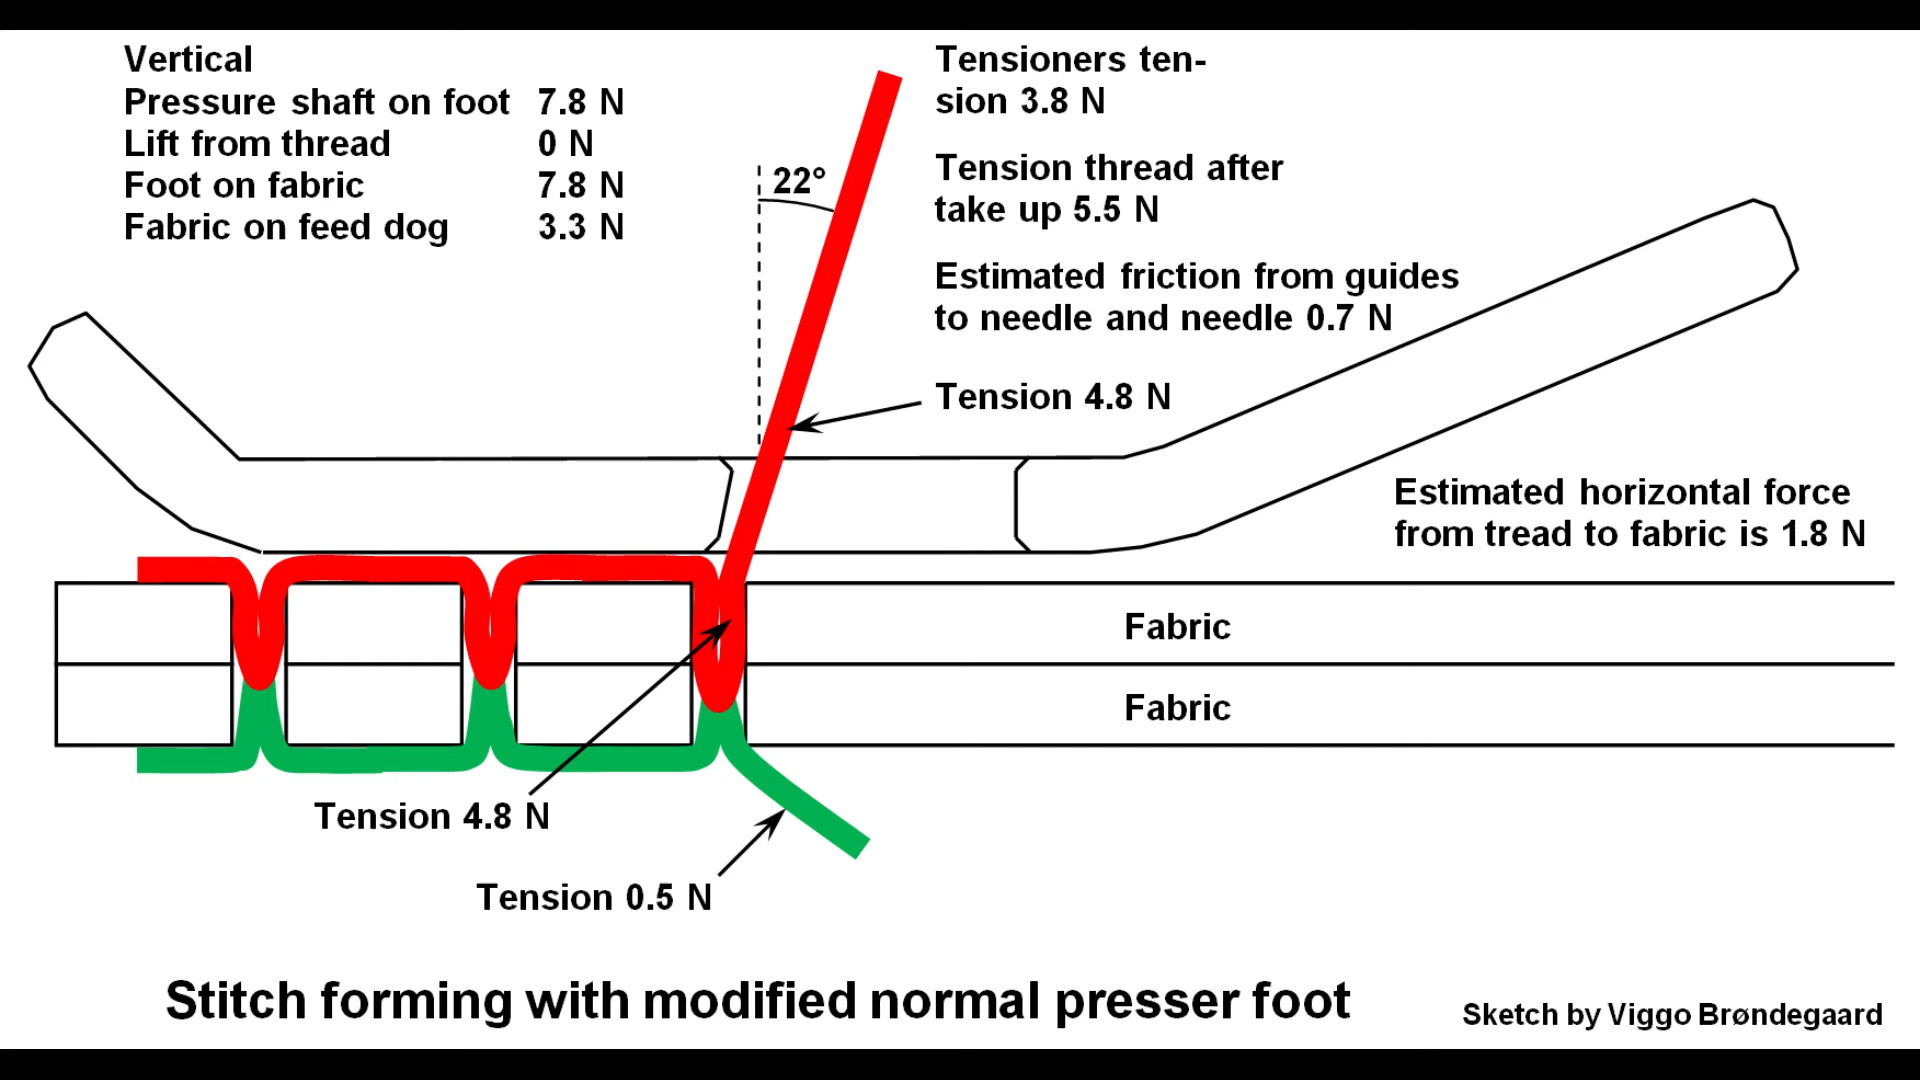 Vertical
Pressure shaft on foot 7.8 N
Lift from thread 0 N
Foot on fabric 7.8 N
Fabric on feed dog 3.3 N
22°
Tensioners ten-
sion 3.8 N
Tension thread after
take up 5.5 N
Estimated friction from guides
to needle and needle 0.7 N
Tension 4.8 N
Estimated horizontal force
from tread to fabric is 1.8 N
Fabric
Fabric
Tension 4.8 N
Tension 0.5 N
Stitch forming with modified normal presser foot
Sketch by Viggo Brøndegaard